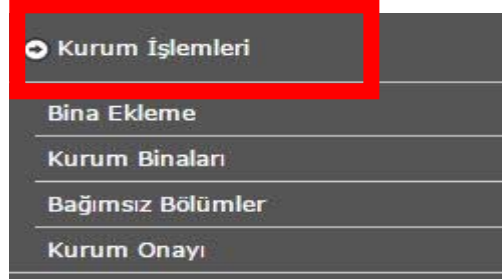 Kurum İşlemleri
Bina Ekleme
Kurum Binaları
Bağımsız Bölümler
Kurum Onayı